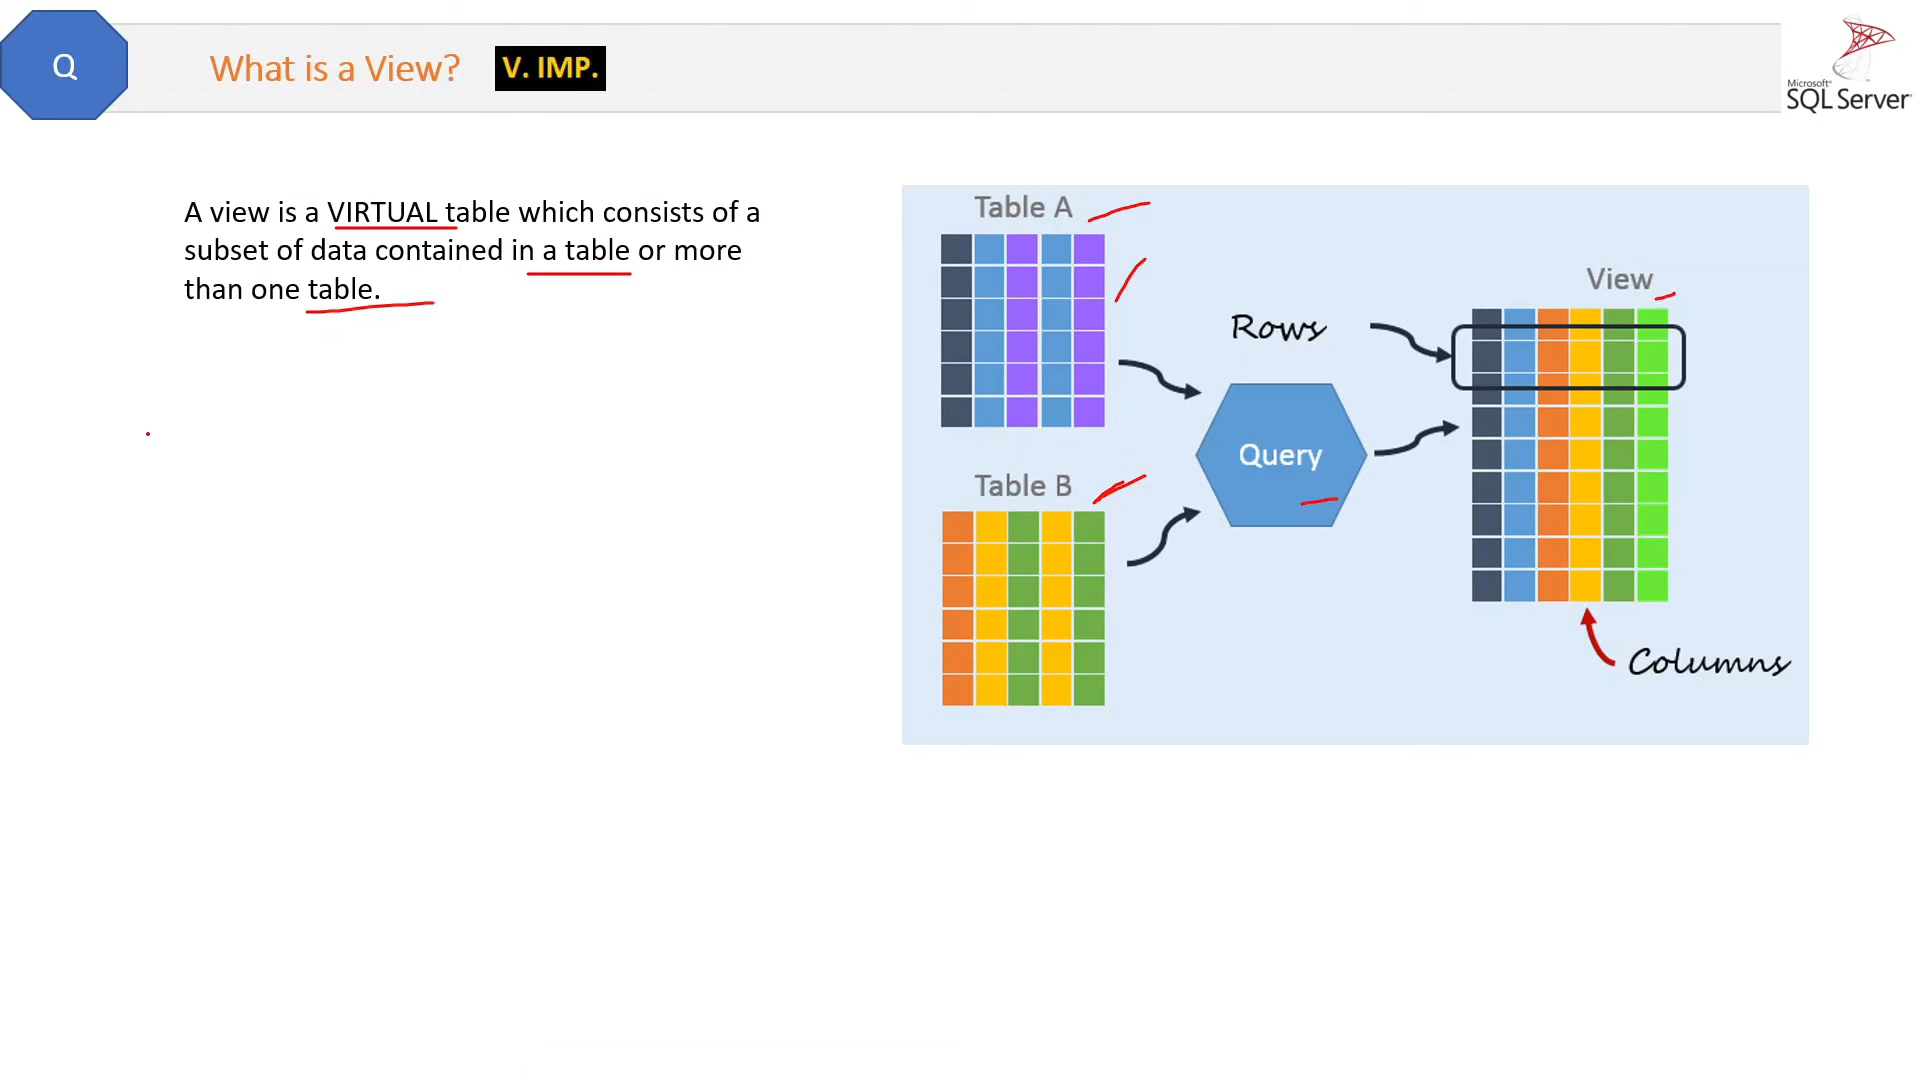 Q
What is a View?
V. IMP.
Microsoft®
SQL Server®
A view is a VIRTUAL table which consists of a
subset of data contained in a table or more
than one table.
Table A
View
Rows
Query
Table B
Columns